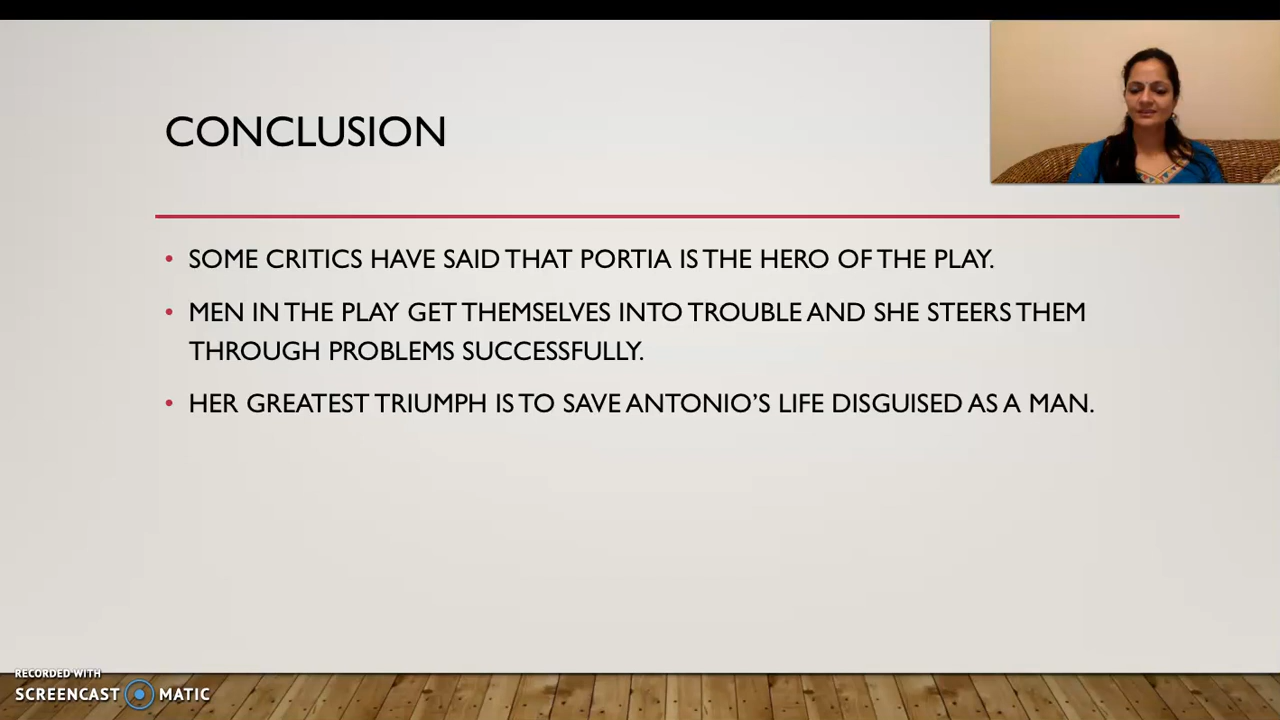 CONCLUSION
• SOME CRITICS HAVE SAID THAT PORTIA IS THE HERO OF THE PLAY.
• MEN IN THE PLAY GET THEMSELVES INTO TROUBLE AND SHE STEERS THEM
THROUGH PROBLEMS SUCCESSFULLY.
• HER GREATEST TRIUMPH IS TO SAVE ANTONIO’S LIFE DISGUISED AS A MAN.
RECORDED WITH
SCREENCAST MATIC